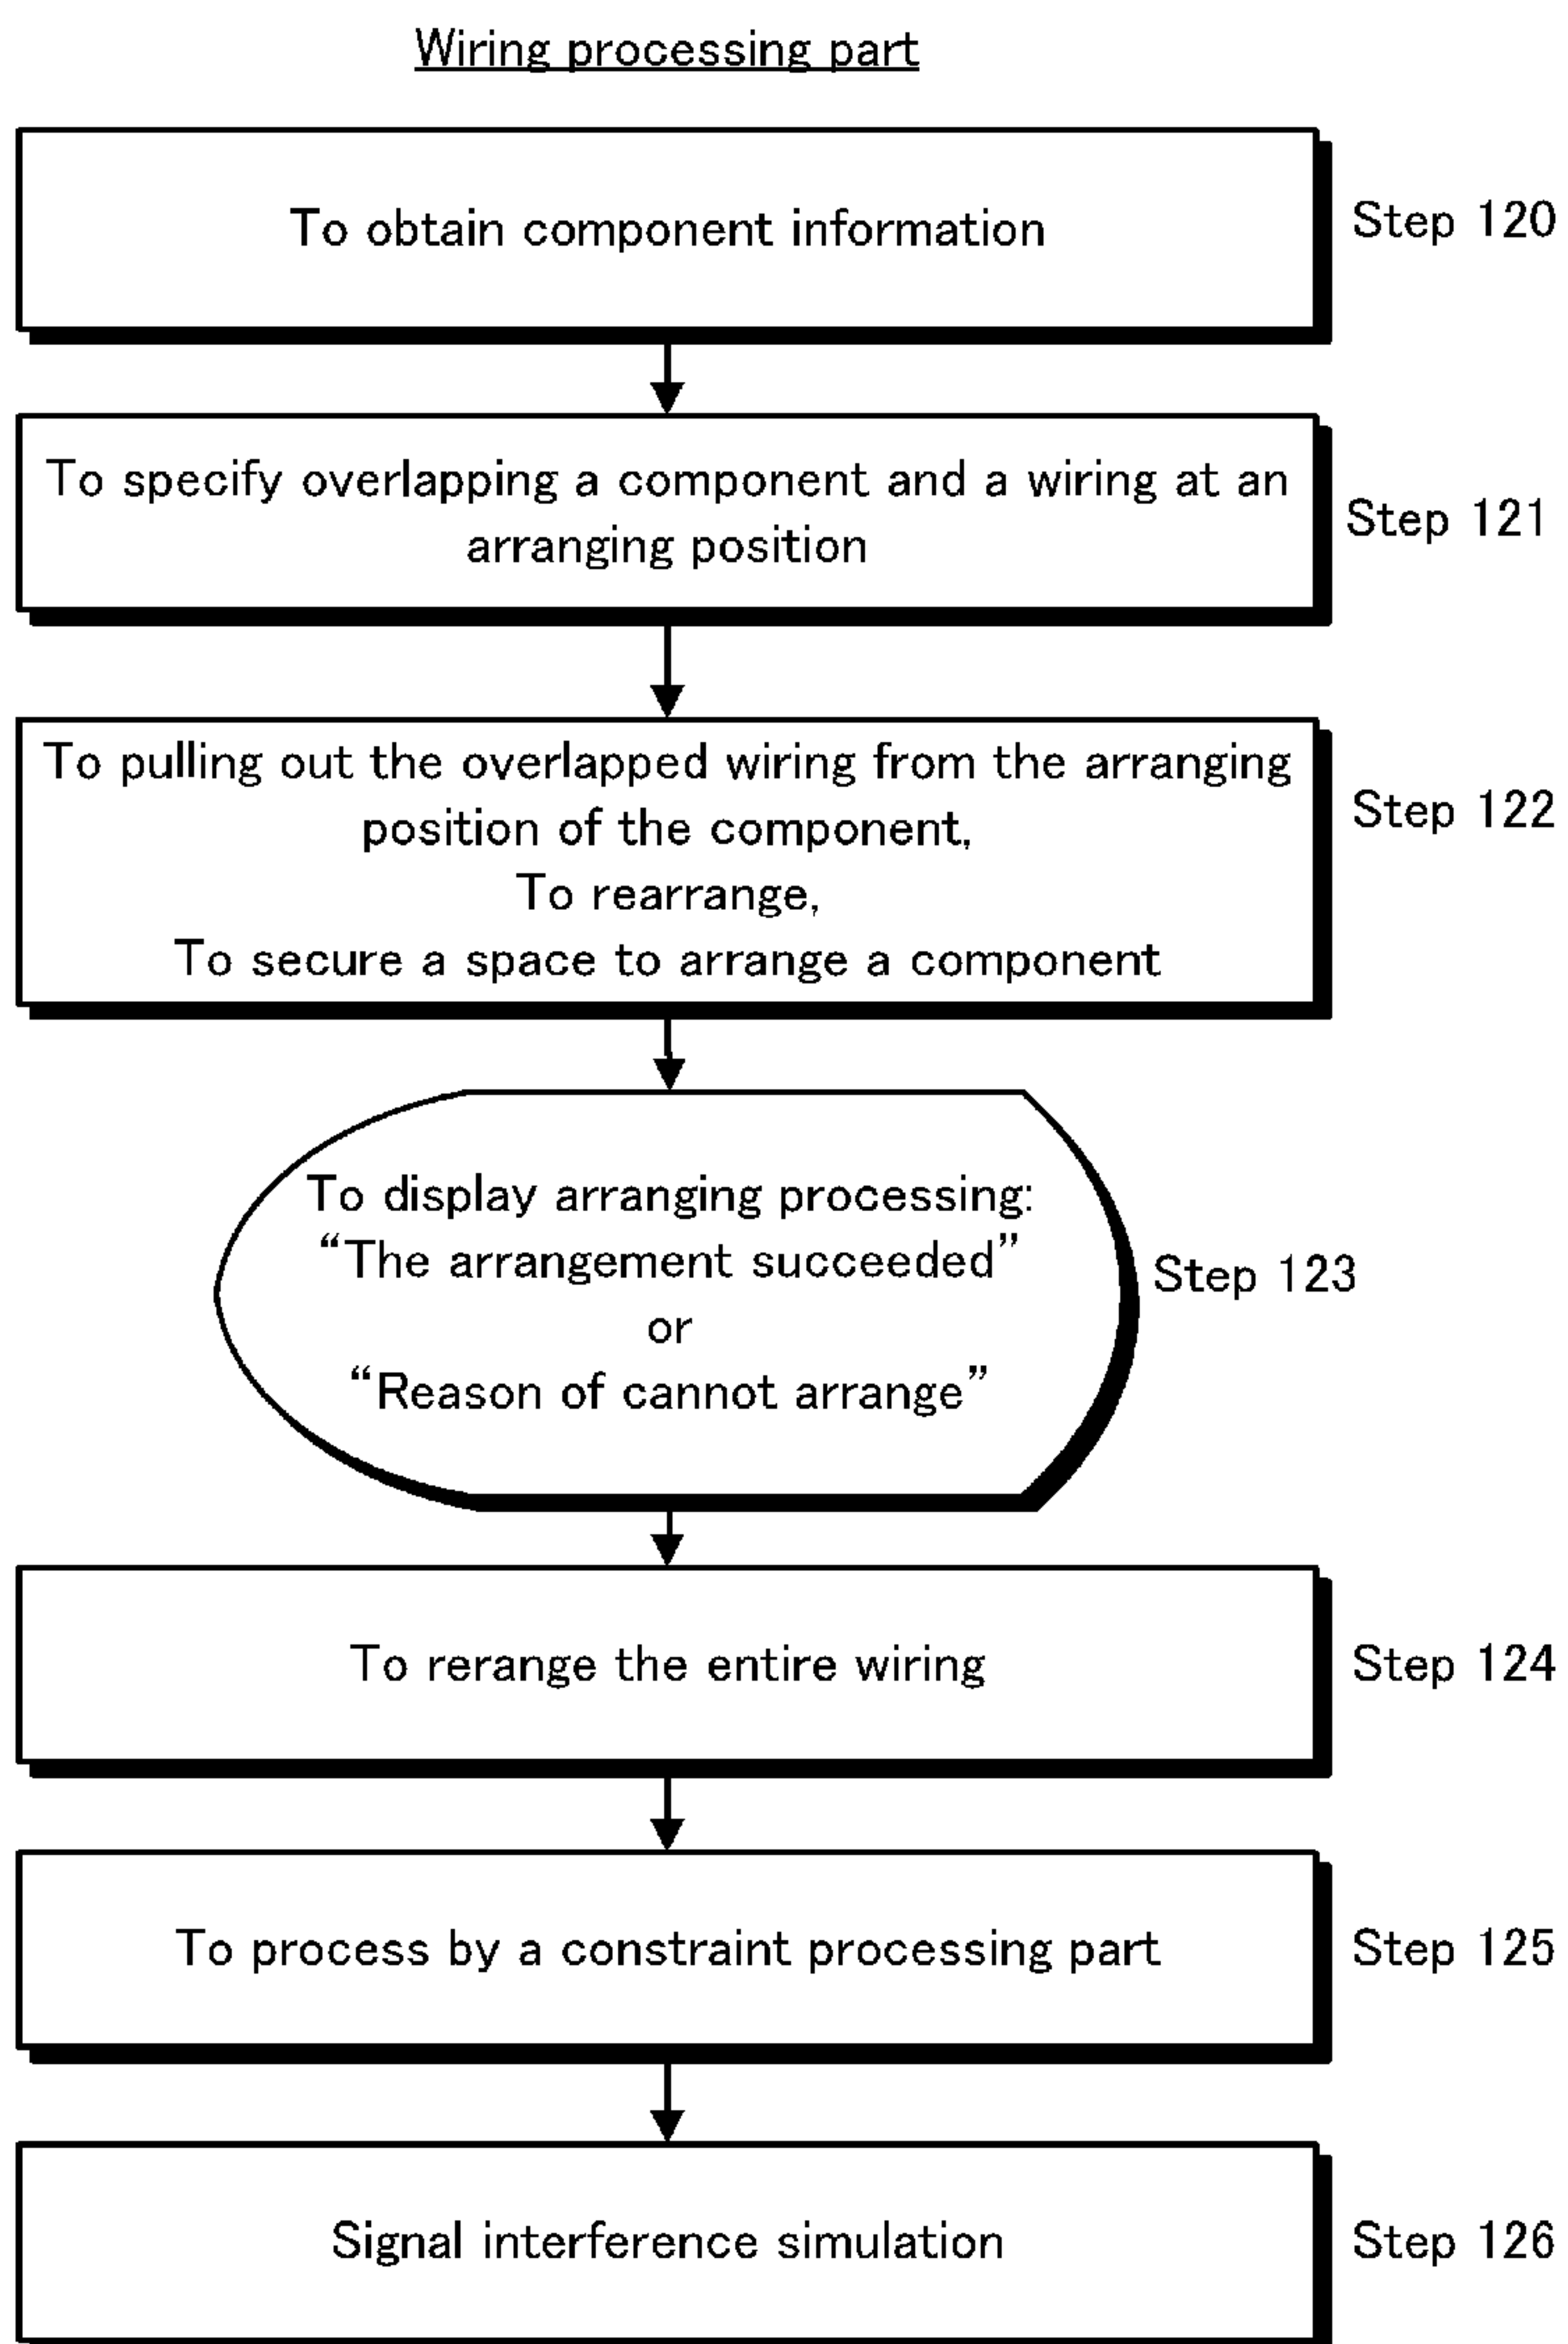 Wiring processing part
To obtain component information
Step 120
To specify overlapping a component and a wiring at an
arranging position
Step 121
To pulling out the overlapped wiring from the arranging
position of the component,
To rearrange,
To secure a space to arrange a component
Step 122
To display arranging processing:
“The arrangement succeeded”
or
“Reason of cannot arrange”
Step 123
To rerange the entire wiring
Step 124
To process by a constraint processing part
Step 125
Signal interference simulation
Step 126